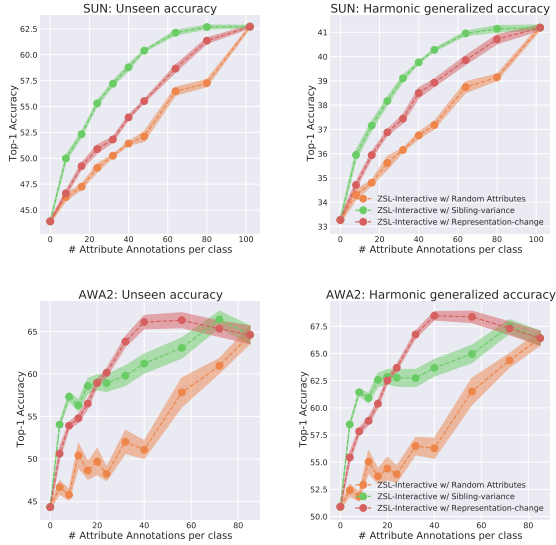 SUN: Unseen accuracy
Top-1 Accuracy
62.5
60.0
57.5
55.0
52.5
50.0
47.5
45.0
0 20 40 60 80 100
# Attribute Annotations per class
SUN: Harmonic generalized accuracy
Top-1 Accuracy
41
40
39
38
37
36
35
34
33
ZSL-Interactive w/ Random Attributes
ZSL-Interactive w/ Sibling-variance
ZSL-Interactive w/ Representation-change
0 20 40 60 80 100
# Attribute Annotations per class
AWA2: Unseen accuracy
Top-1 Accuracy
65
60
55
50
45
0 20 40 60 80
# Attribute Annotations per class
AWA2: Harmonic generalized accuracy
Top-1 Accuracy
67.5
65.0
62.5
60.0
57.5
55.0
52.5
50.0
ZSL-Interactive w/ Random Attributes
ZSL-Interactive w/ Sibling-variance
ZSL-Interactive w/ Representation-change
0 20 40 60 80
# Attribute Annotations per class